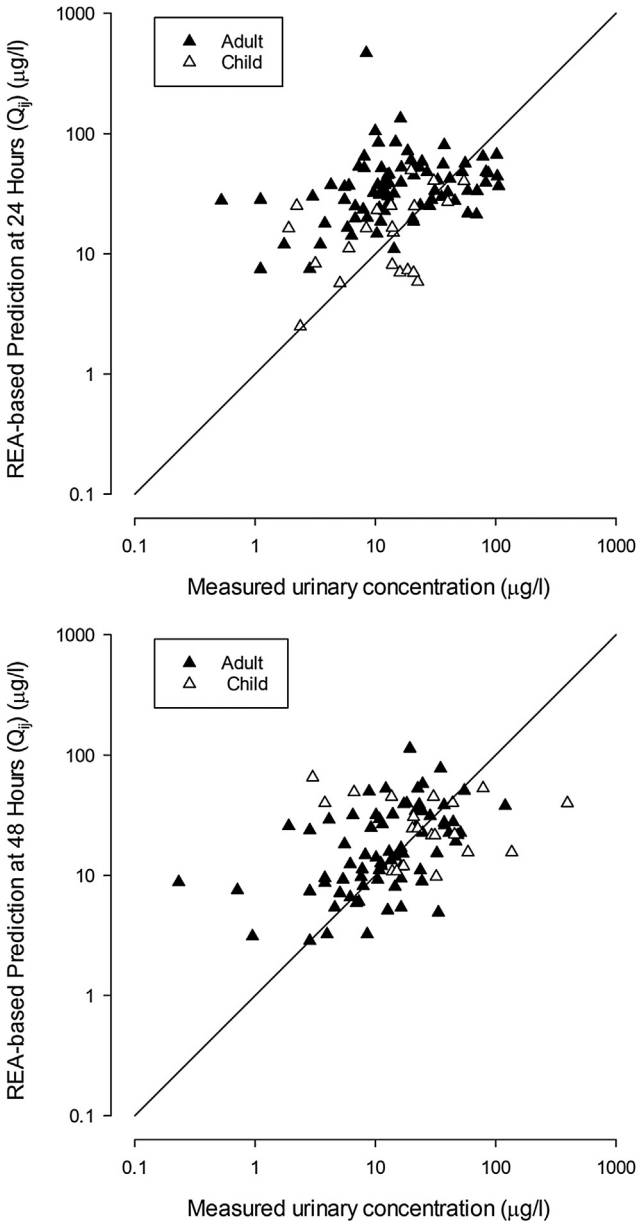 REA-based Prediction at 24 Hours (Qij) (μg/l)
1000
100
10
1
0.1
Adult
Child
0.1 1 10 100 1000
Measured urinary concentration (μg/l)
REA-based Prediction at 48 Hours (Qij) (μg/l)
1000
100
10
1
0.1
Adult
Child
0.1 1 10 100 1000
Measured urinary concentration (μg/l)